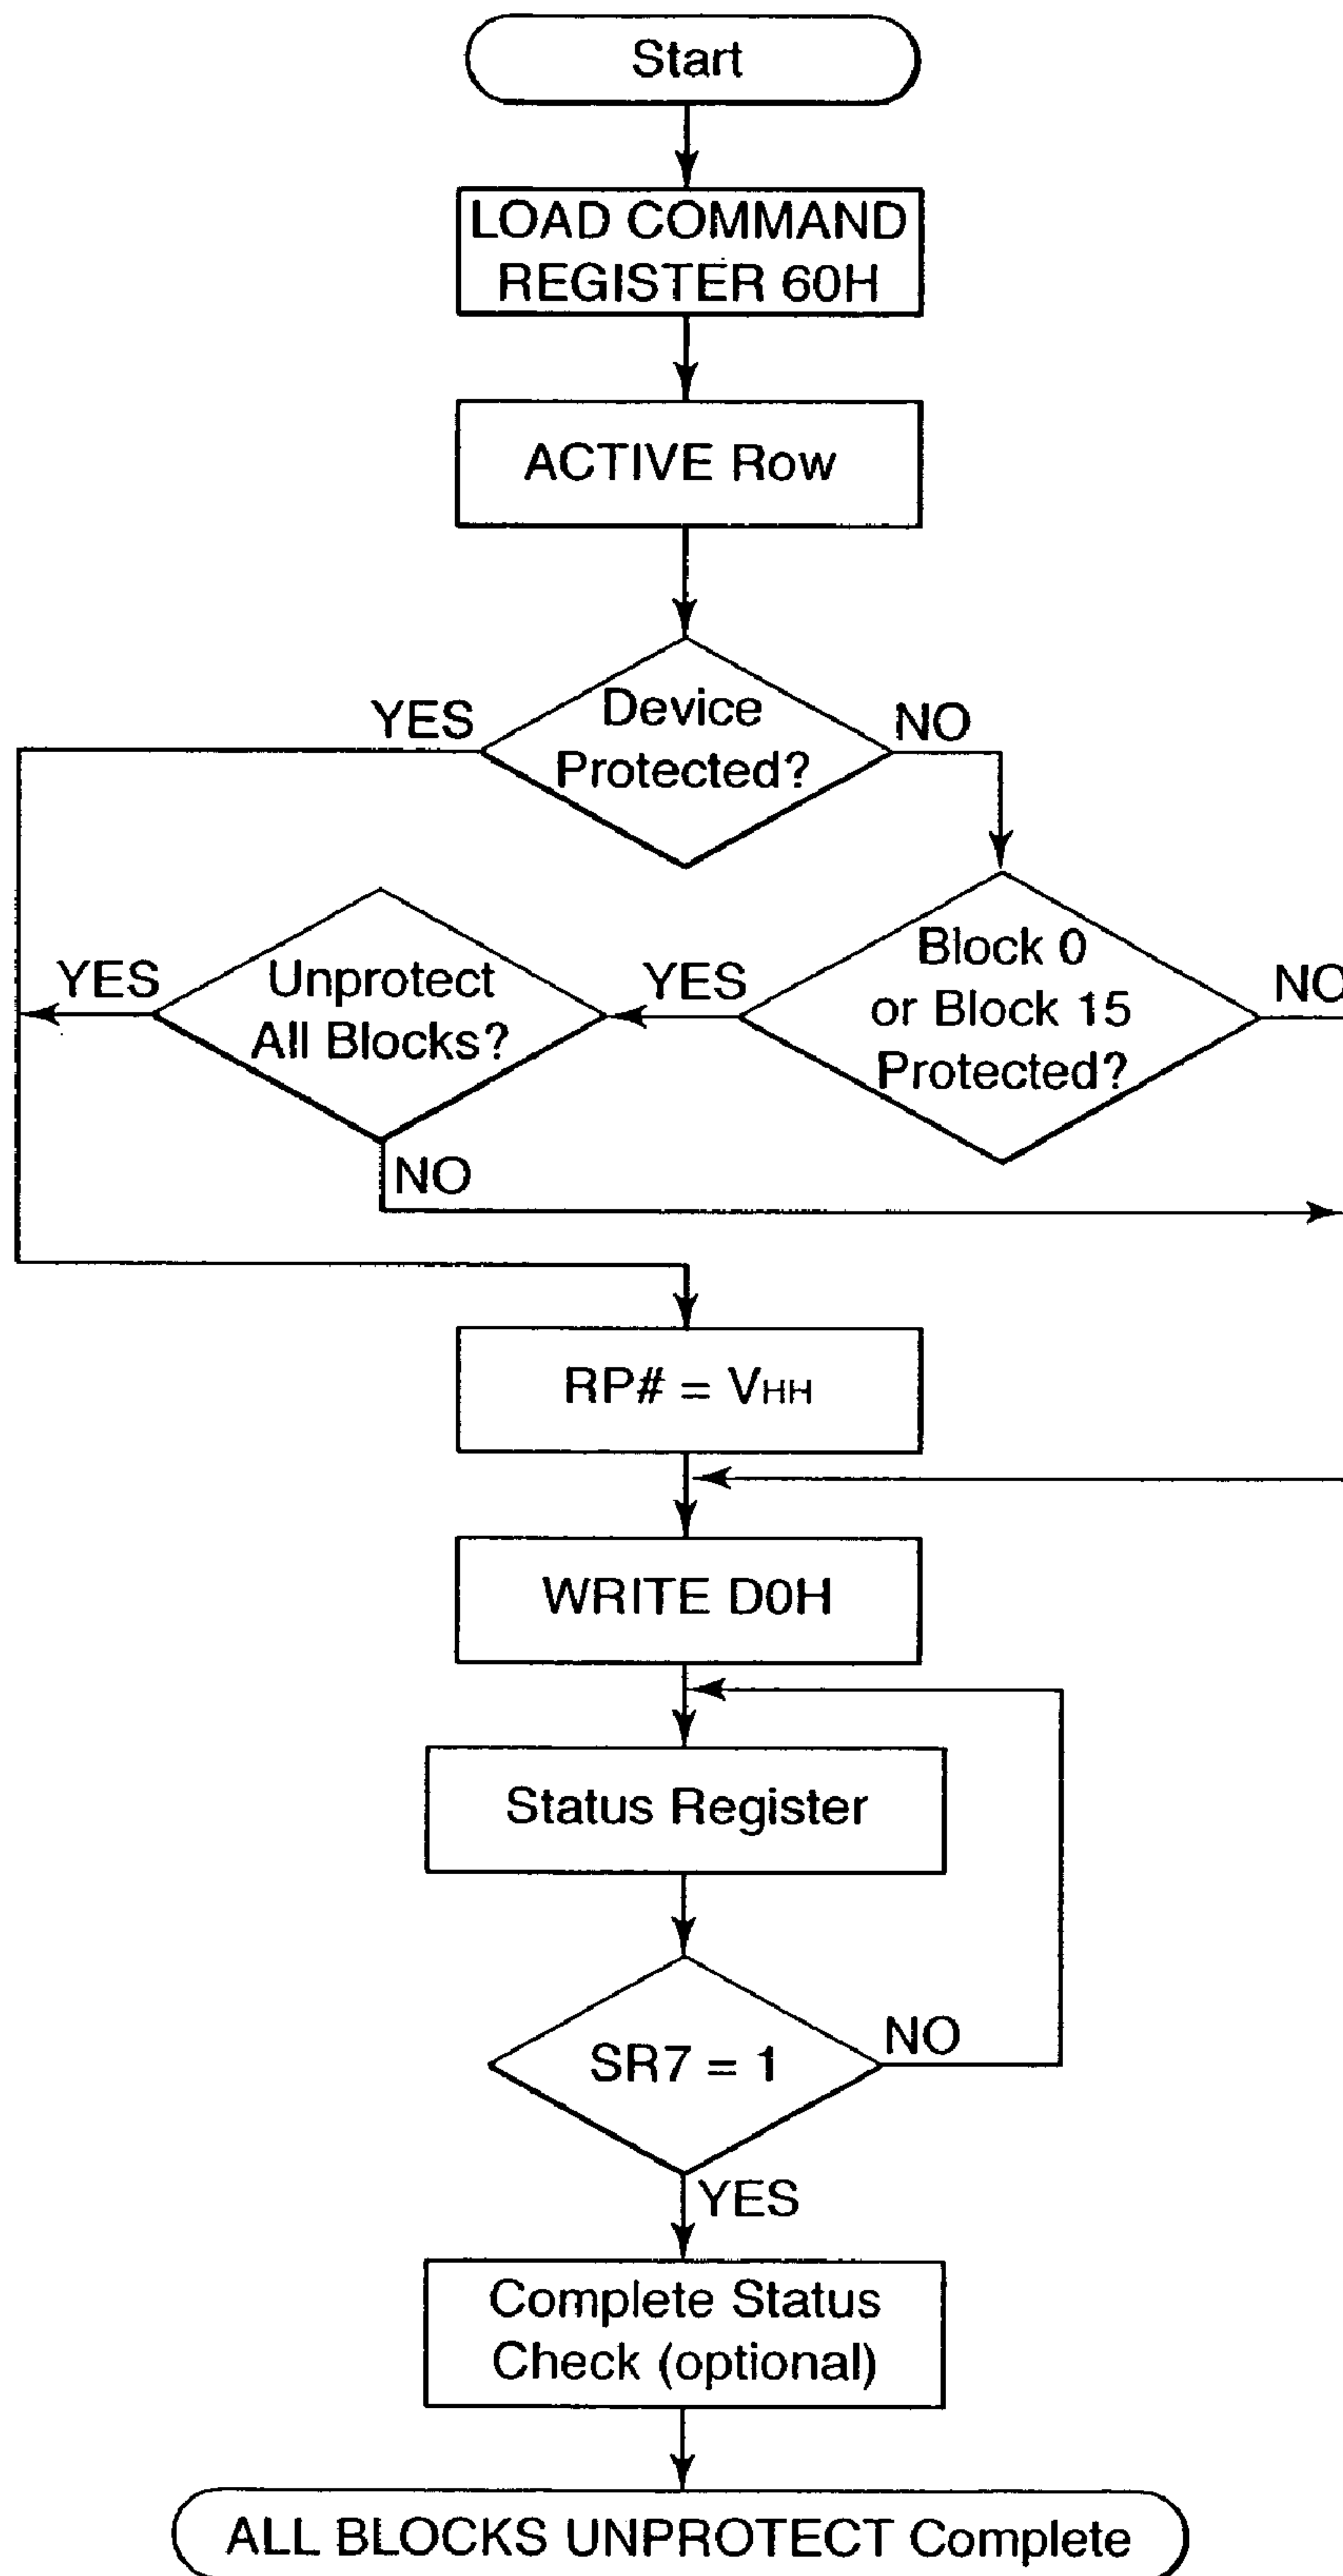 Start
LOAD COMMAND
REGISTER 60H
ACTIVE Row
YES
Device
Protected?
NO
YES
Unprotect
All Blocks?
YES
Block 0
or Block 15
Protected?
NO
NO
RP# = VHH
WRITE D0H
Status Register
SR7 = 1
NO
YES
Complete Status
Check (optional)
ALL BLOCKS UNPROTECT Complete